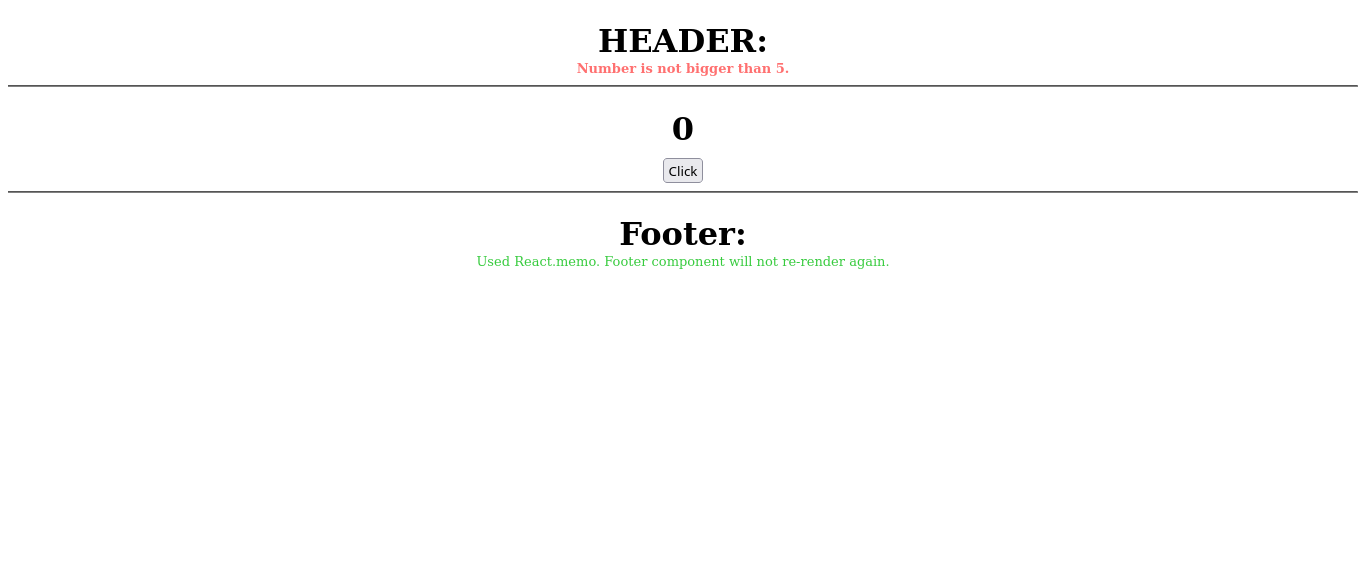 HEADER:
Number is not bigger than 5.
0
Click
Footer:
Used React.memo. Footer component will not re-render again.